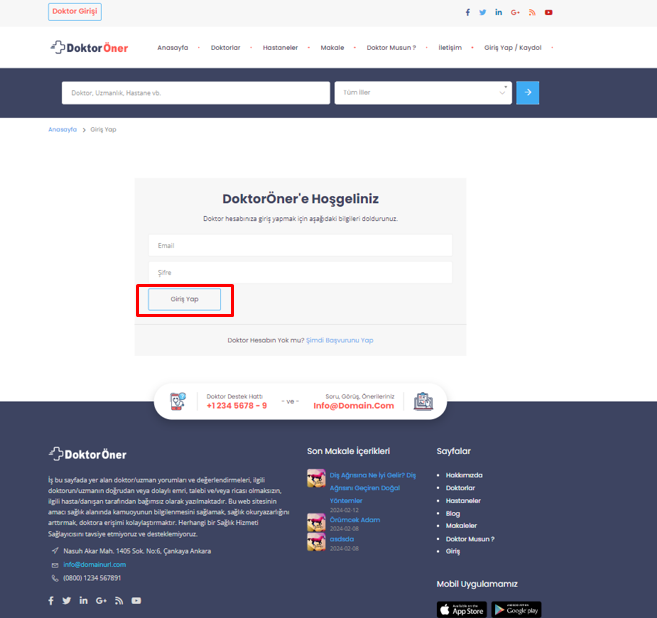 Doktor Girişi
DoktorÖner
Anasayfa
Doktorlar
Hastaneler
Makale
Doktor Musun ?
İletişim
Giriş Yap / Kaydol
Doktor, Uzmanlık, Hastane vb.
Tüm İller
Anasayfa > Giriş Yap
DoktorÖner'e Hoşgeliniz
Doktor hesabınıza giriş yapmak için aşağıdaki bilgileri doldurunuz.
Email
Şifre
Giriş Yap
Doktor Hesabın Yok mu? Şimdi Başvurunu Yap
Doktor Destek Hattı
+1 234 5678 - 9
- ve -
Soru, Görüş, Önerileriniz
Info@Domain.Com
DoktorÖner
İş bu sayfada yer alan doktor/uzman yorumları ve değerlendirmeleri, ilgili
doktorun/uzmanın doğrudan veya dolaylı emri, talebi ve/veya ricası olmaksızın,
ilgili hasta/danışan tarafından bağımsız olarak yazılmaktadır. Bu web sitesinin
amacı sağlık alanında kamuoyunun bilgilenmesini sağlamak, sağlık okuryazarlığını
arttırmak, doktora erişimi kolaylaştırmaktır. Herhangi bir Sağlık Hizmeti
Sağlayıcısını tavsiye etmiyoruz ve desteklemiyoruz.
Nasuh Akar Mah. 1405 Sok. No:6, Çankaya Ankara
info@domainurl.com
(0800) 1234 567891
Son Makale İçerikleri
Diş Ağrısına Ne İyi Gelir? Diş
Ağrısını Geçiren Doğal
Yöntemler
2024-02-12
Örümcek Adam
2024-02-08
asdsda
2024-02-08
Sayfalar
Hakkımızda
Doktorlar
Hastaneler
Blog
Makaleler
Doktor Musun ?
Giriş
Mobil Uygulamamız
App Store
Google play